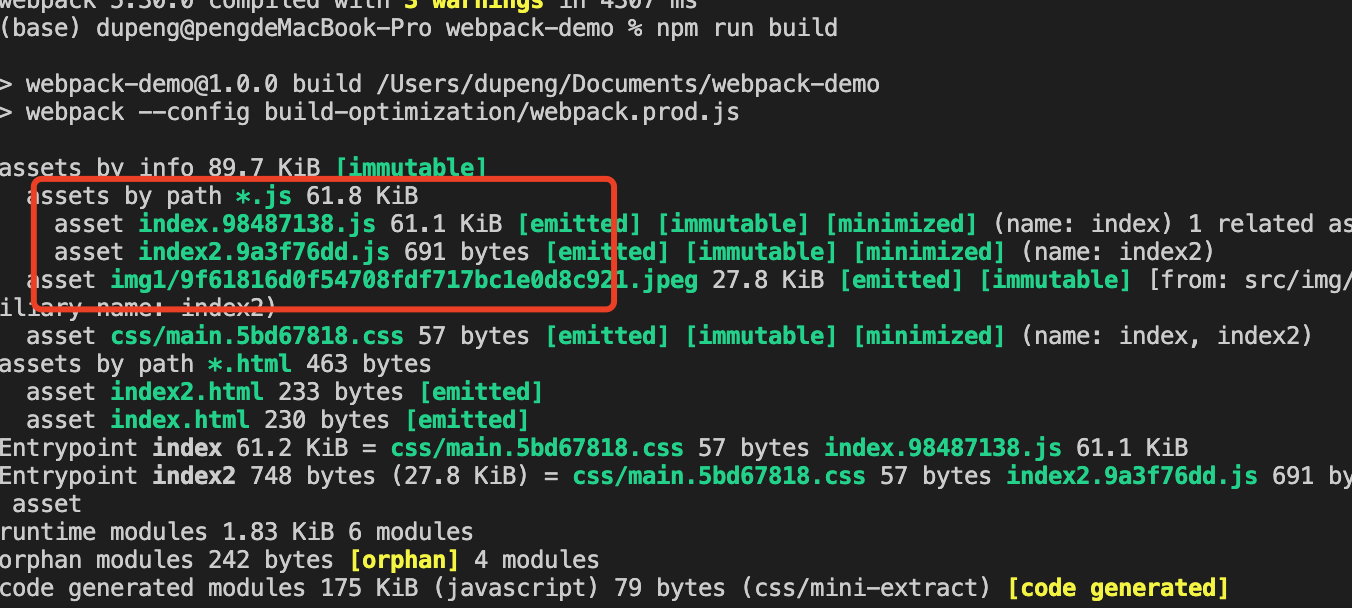 webpack 5.30.0 compiled with 3 warnings in 4307 ms
(base) dupeng@pengdeMacBook-Pro webpack-demo % npm run build
> webpack-demo@1.0.0 build /Users/dupeng/Documents/webpack-demo
> webpack --config build-optimization/webpack.prod.js
assets by info 89.7 KiB [immutable]
assets by path *.js 61.8 KiB
asset index.98487138.js 61.1 KiB [emitted] [immutable] [minimized] (name: index) 1 related as
asset index2.9a3f76dd.js 691 bytes [emitted] [immutable] [minimized] (name: index2)
asset img1/9f61816d0f54708fdf717bc1e0d8c921.jpeg 27.8 KiB [emitted] [immutable] [from: src/img/
iliary name: index2)
asset css/main.5bd67818.css 57 bytes [emitted] [immutable] [minimized] (name: index, index2)
assets by path *.html 463 bytes
asset index2.html 233 bytes [emitted]
asset index.html 230 bytes [emitted]
Entrypoint index 61.2 KiB = css/main.5bd67818.css 57 bytes index.98487138.js 61.1 KiB
Entrypoint index2 748 bytes (27.8 KiB) = css/main.5bd67818.css 57 bytes index2.9a3f76dd.js 691 by
asset
runtime modules 1.83 KiB 6 modules
orphan modules 242 bytes [orphan] 4 modules
code generated modules 175 KiB (javascript) 79 bytes (css/mini-extract) [code generated]